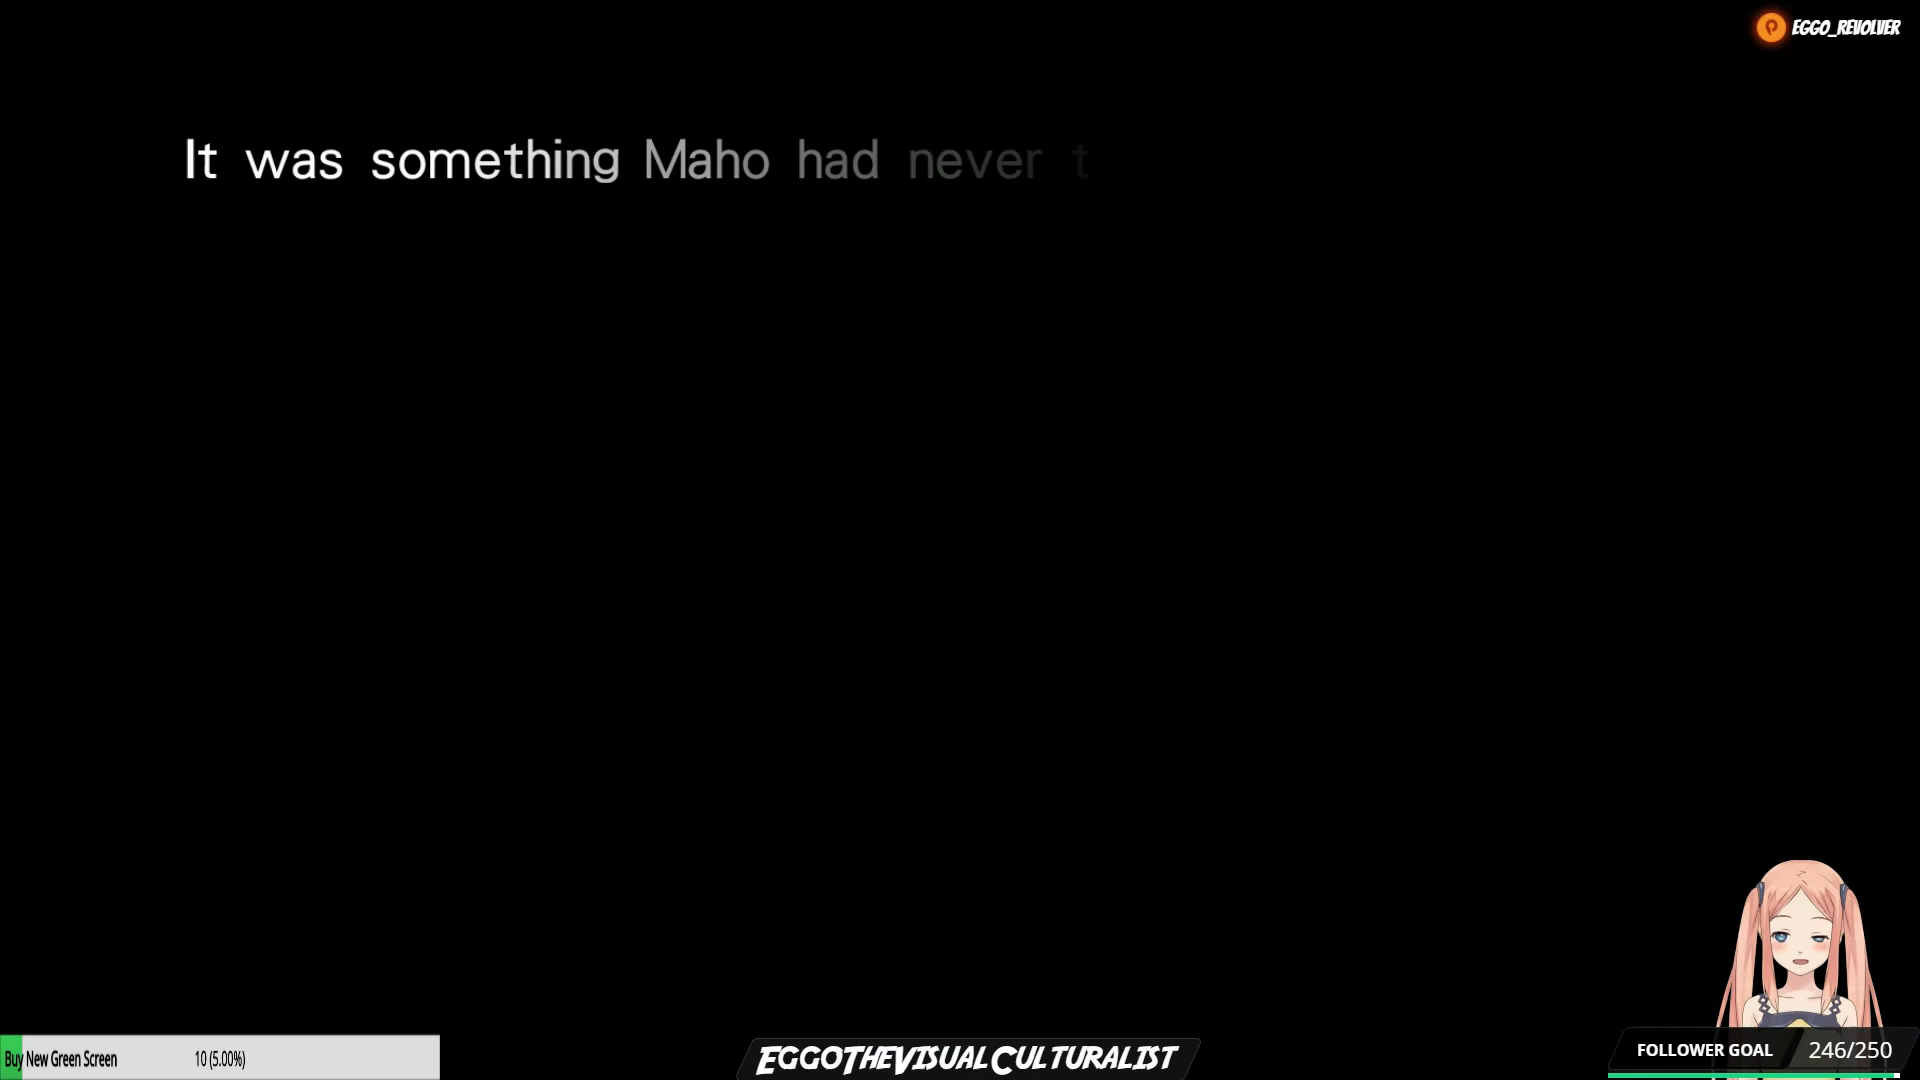 EGGO_REVOLVER
It was something Maho had never t
Buy New Green Screen 10 (5.00%)
EGGOTHEVISUALCULTURALIST
FOLLOWER GOAL 246/250